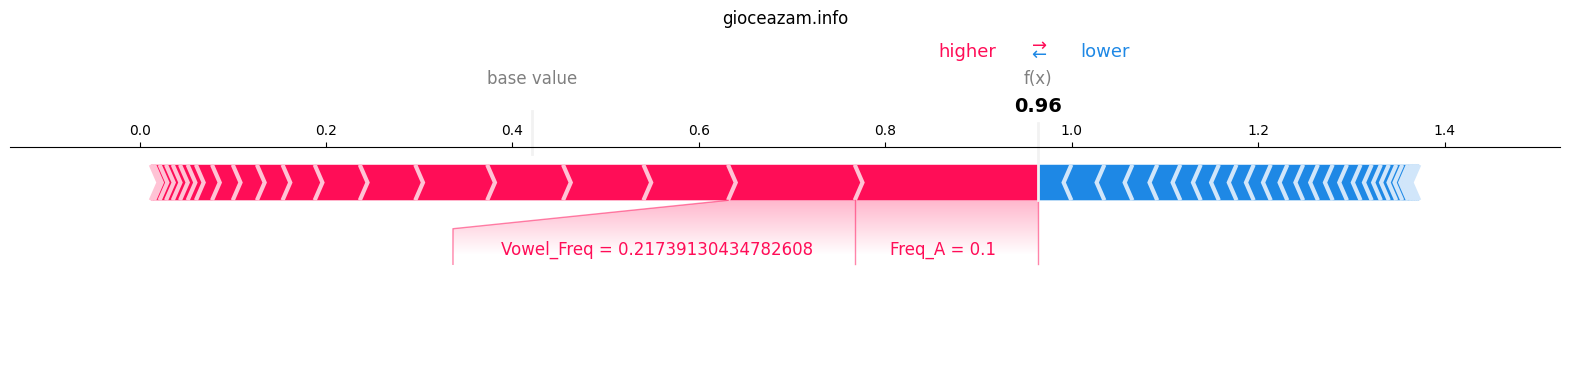 gioceazam.info
higher → lower
←
base value f(x)
0.96
0.0 0.2 0.4 0.6 0.8 1.0 1.2 1.4
Vowel_Freq = 0.21739130434782608 Freq_A = 0.1